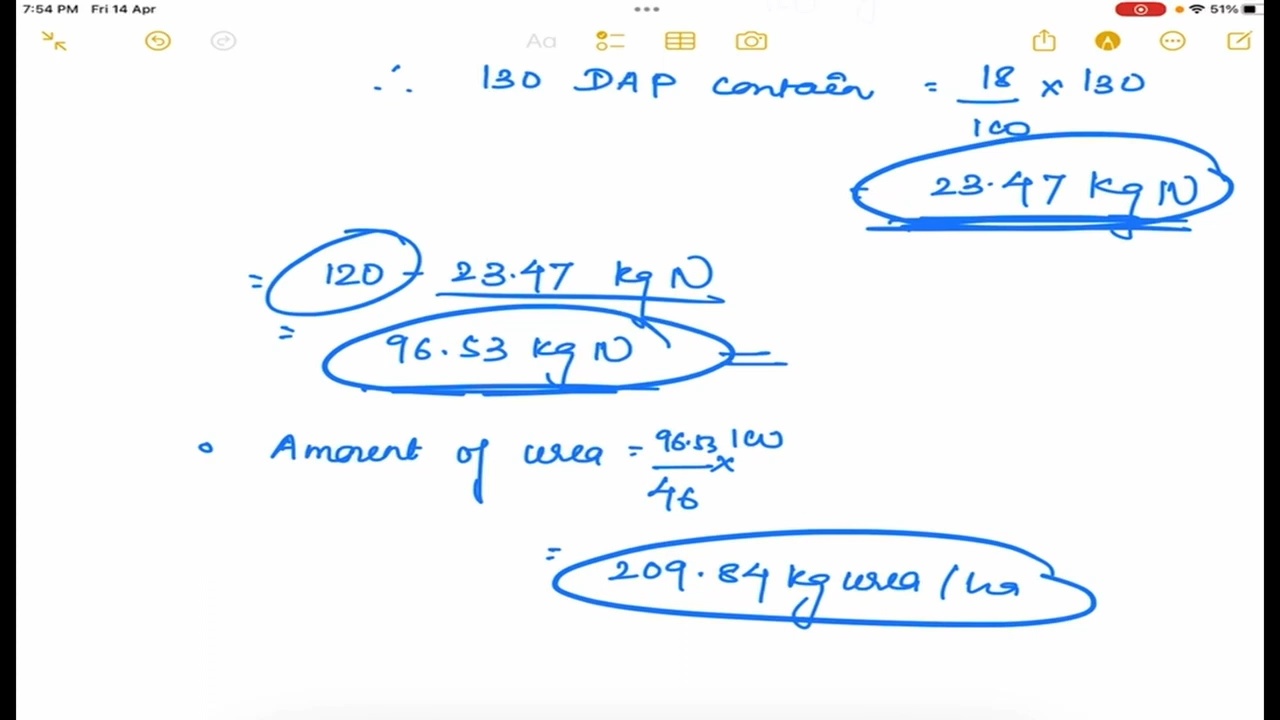 7:54 PM Fri 14 Apr
51%
Aa
∴ 130 DAP contain = 18/100 × 130
= 23.47 kg N
= 120 - 23.47 kg N
= 96.53 kg N
• Amount of urea = 96.53/46 × 100
= 209.84 kg urea / ha